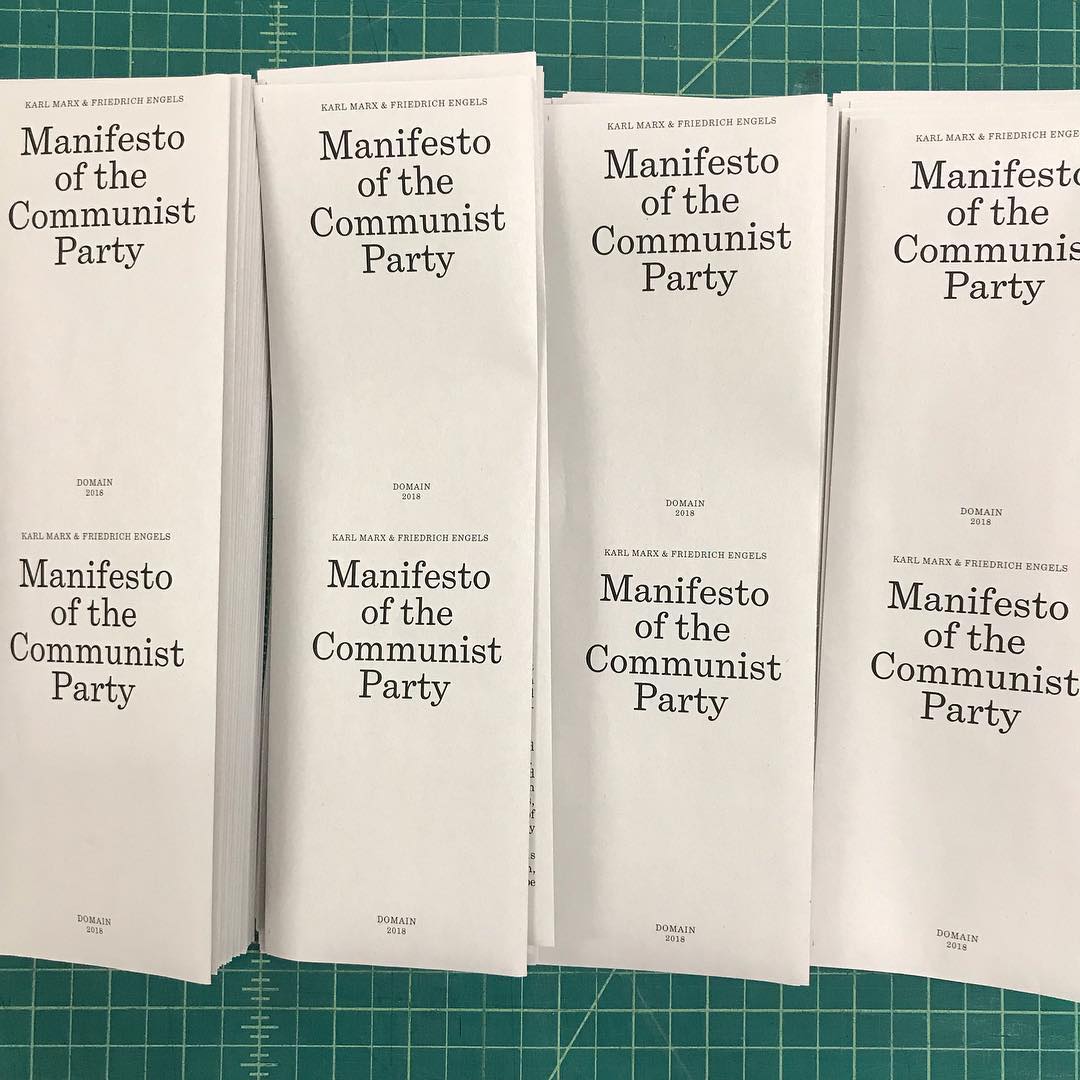 KARL MARX & FRIEDRICH ENGELS
Manifesto
of the
Communist
Party
DOMAIN
2018
KARL MARX & FRIEDRICH ENGELS
Manifesto
of the
Communist
Party
DOMAIN
2018
KARL MARX & FRIEDRICH ENGELS
Manifesto
of the
Communist
Party
DOMAIN
2018
KARL MARX & FRIEDRICH ENGELS
Manifesto
of the
Communist
Party
DOMAIN
2018
KARL MARX & FRIEDRICH ENGELS
Manifesto
of the
Communist
Party
DOMAIN
2018
KARL MARX & FRIEDRICH ENGELS
Manifesto
of the
Communist
Party
DOMAIN
2018
KARL MARX & FRIEDRICH ENGE
Manifesto
of the
Communis
Party
DOMAIN
2018
KARL MARX & FRIEDRICH ENGELS
Manifesto
of the
Communist
Party
DOMAIN
2018